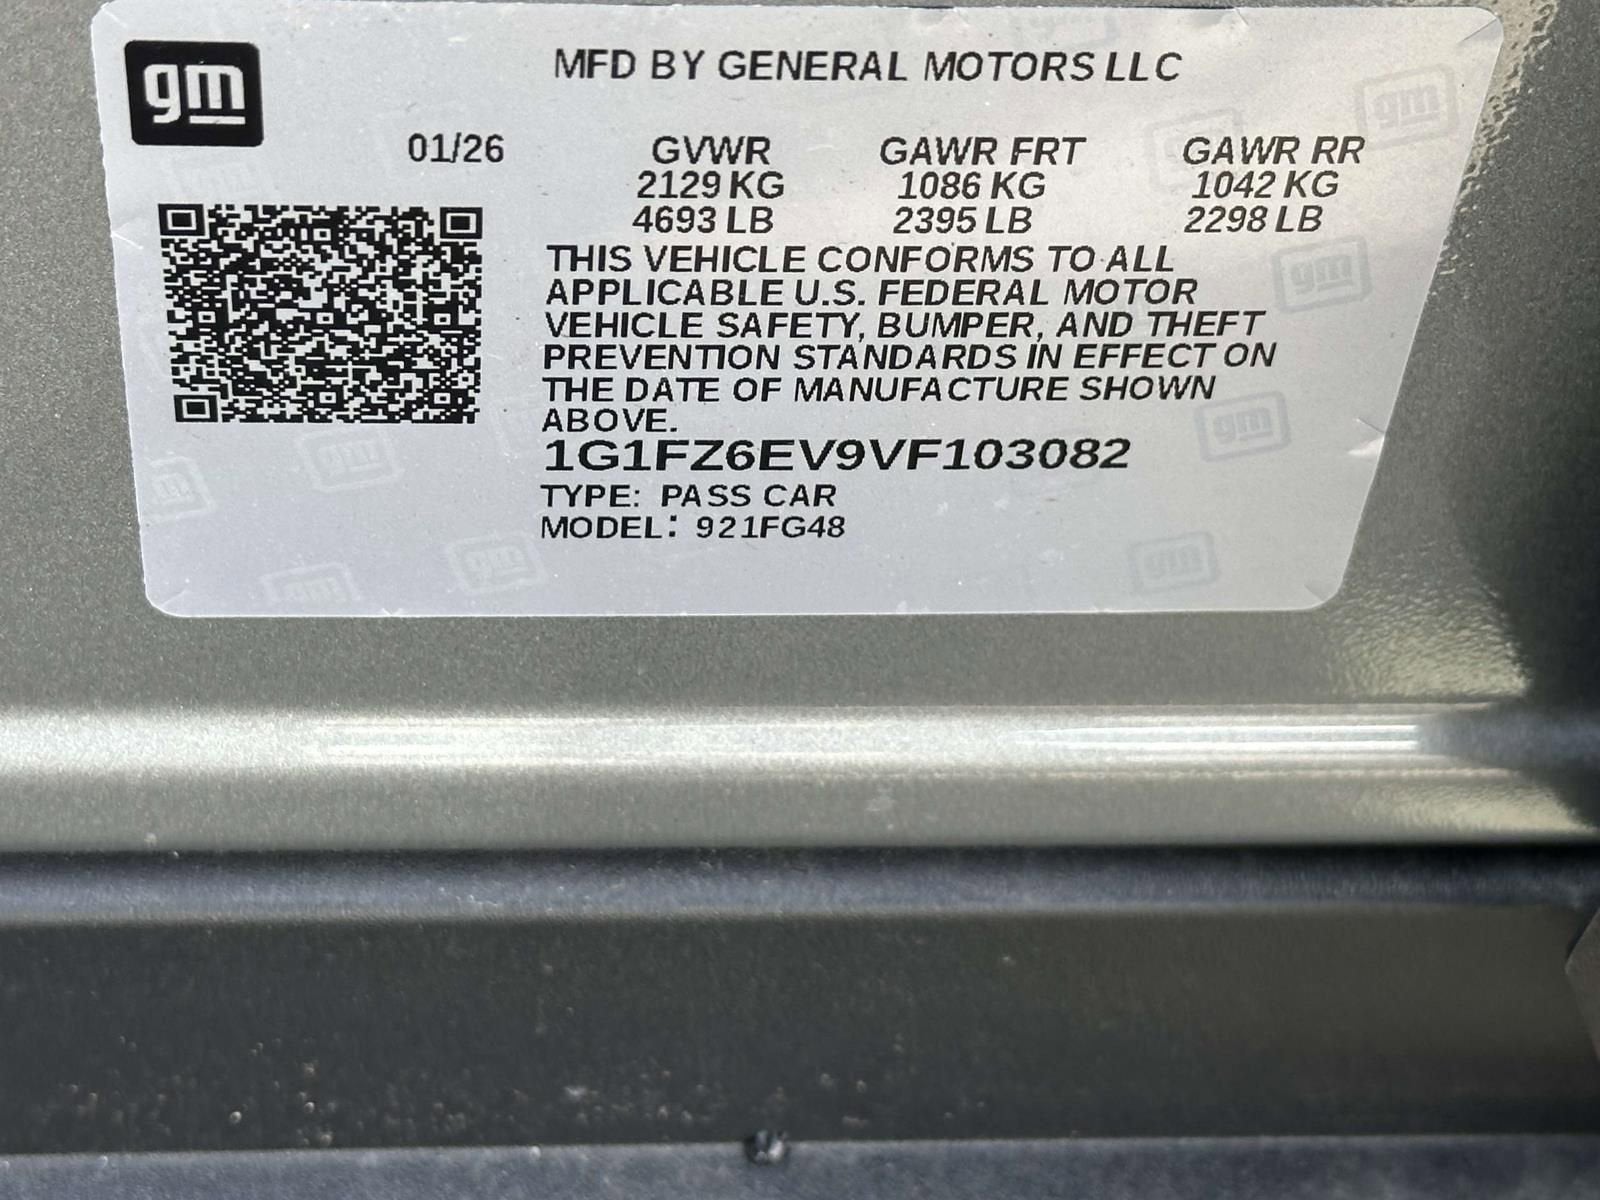 gm
MFD BY GENERAL MOTORS LLC
01/26 GVWR GAWR FRT GAWR RR
2129 KG 1086 KG 1042 KG
4693 LB 2395 LB 2298 LB
THIS VEHICLE CONFORMS TO ALL
APPLICABLE U.S. FEDERAL MOTOR
VEHICLE SAFETY, BUMPER, AND THEFT
PREVENTION STANDARDS IN EFFECT ON
THE DATE OF MANUFACTURE SHOWN
ABOVE.
1G1FZ6EV9VF103082
TYPE: PASS CAR
MODEL: 921FG48